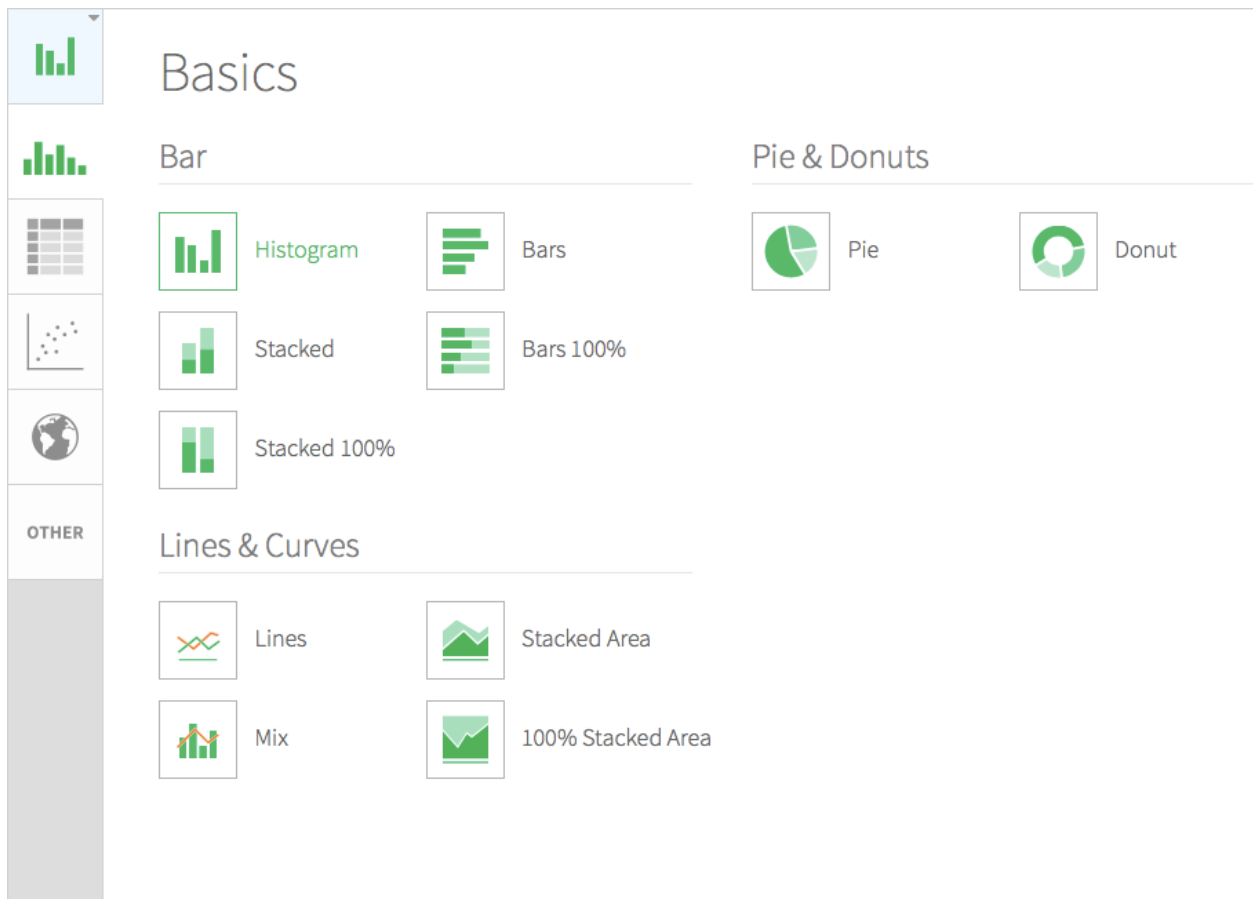 Basics
Bar
Pie & Donuts
Histogram
Bars
Pie
Donut
Stacked
Bars 100%
Stacked 100%
OTHER
Lines & Curves
Lines
Stacked Area
Mix
100% Stacked Area